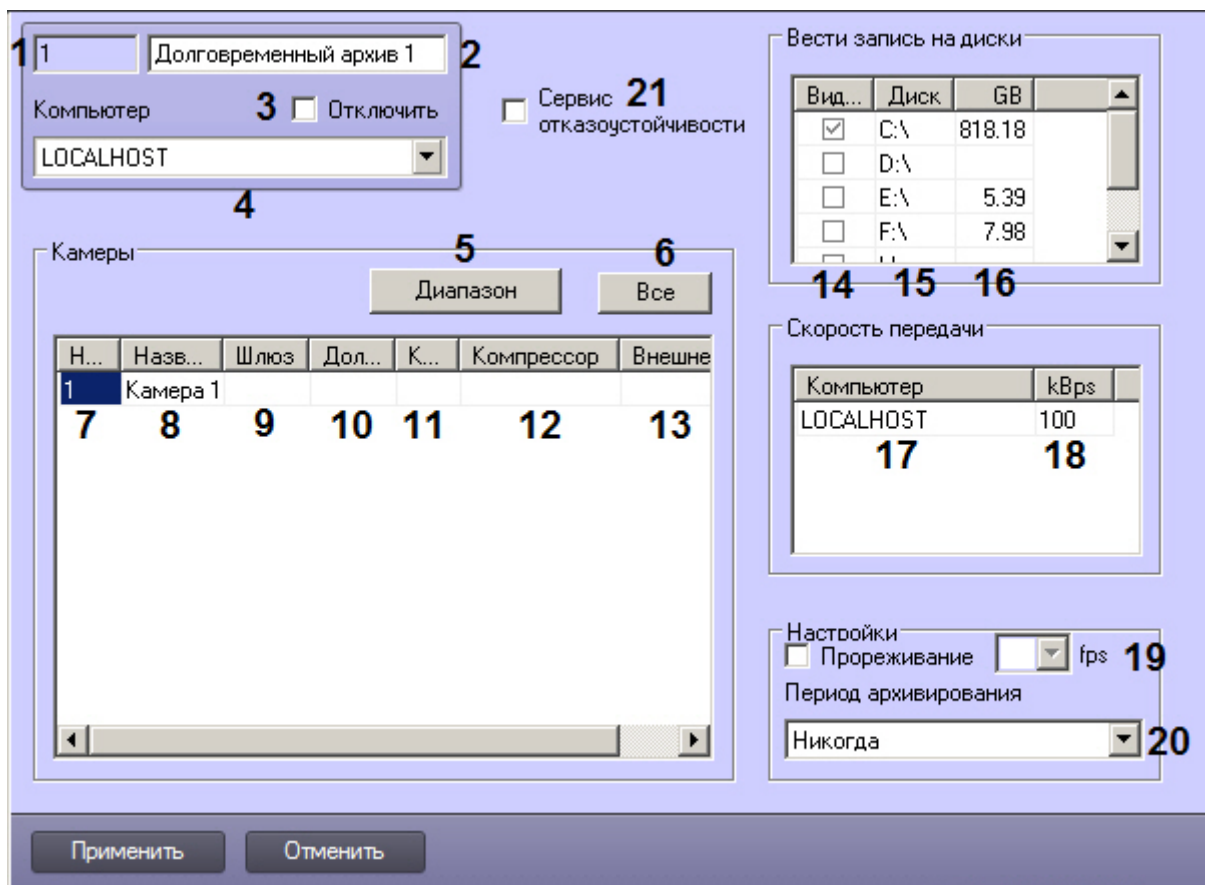 1 1 Долговременный архив 1 2
Компьютер 3 Отключить
LOCALHOST
4
Сервис 21
отказоустойчивости
Камеры
5 6
Диапазон Все
Н... Назв... Шлюз Дол... К... Компрессор Внешне
1 Камера 1
7 8 9 10 11 12 13
Вести запись на диски
Вид... Диск GB
C:\ 818.18
D:\
E:\ 5.39
F:\ 7.98
14 15 16
Скорость передачи
Компьютер kBps
LOCALHOST 100
17 18
Настройки
Прореживание fps 19
Период архивирования
Никогда 20
Применить Отменить